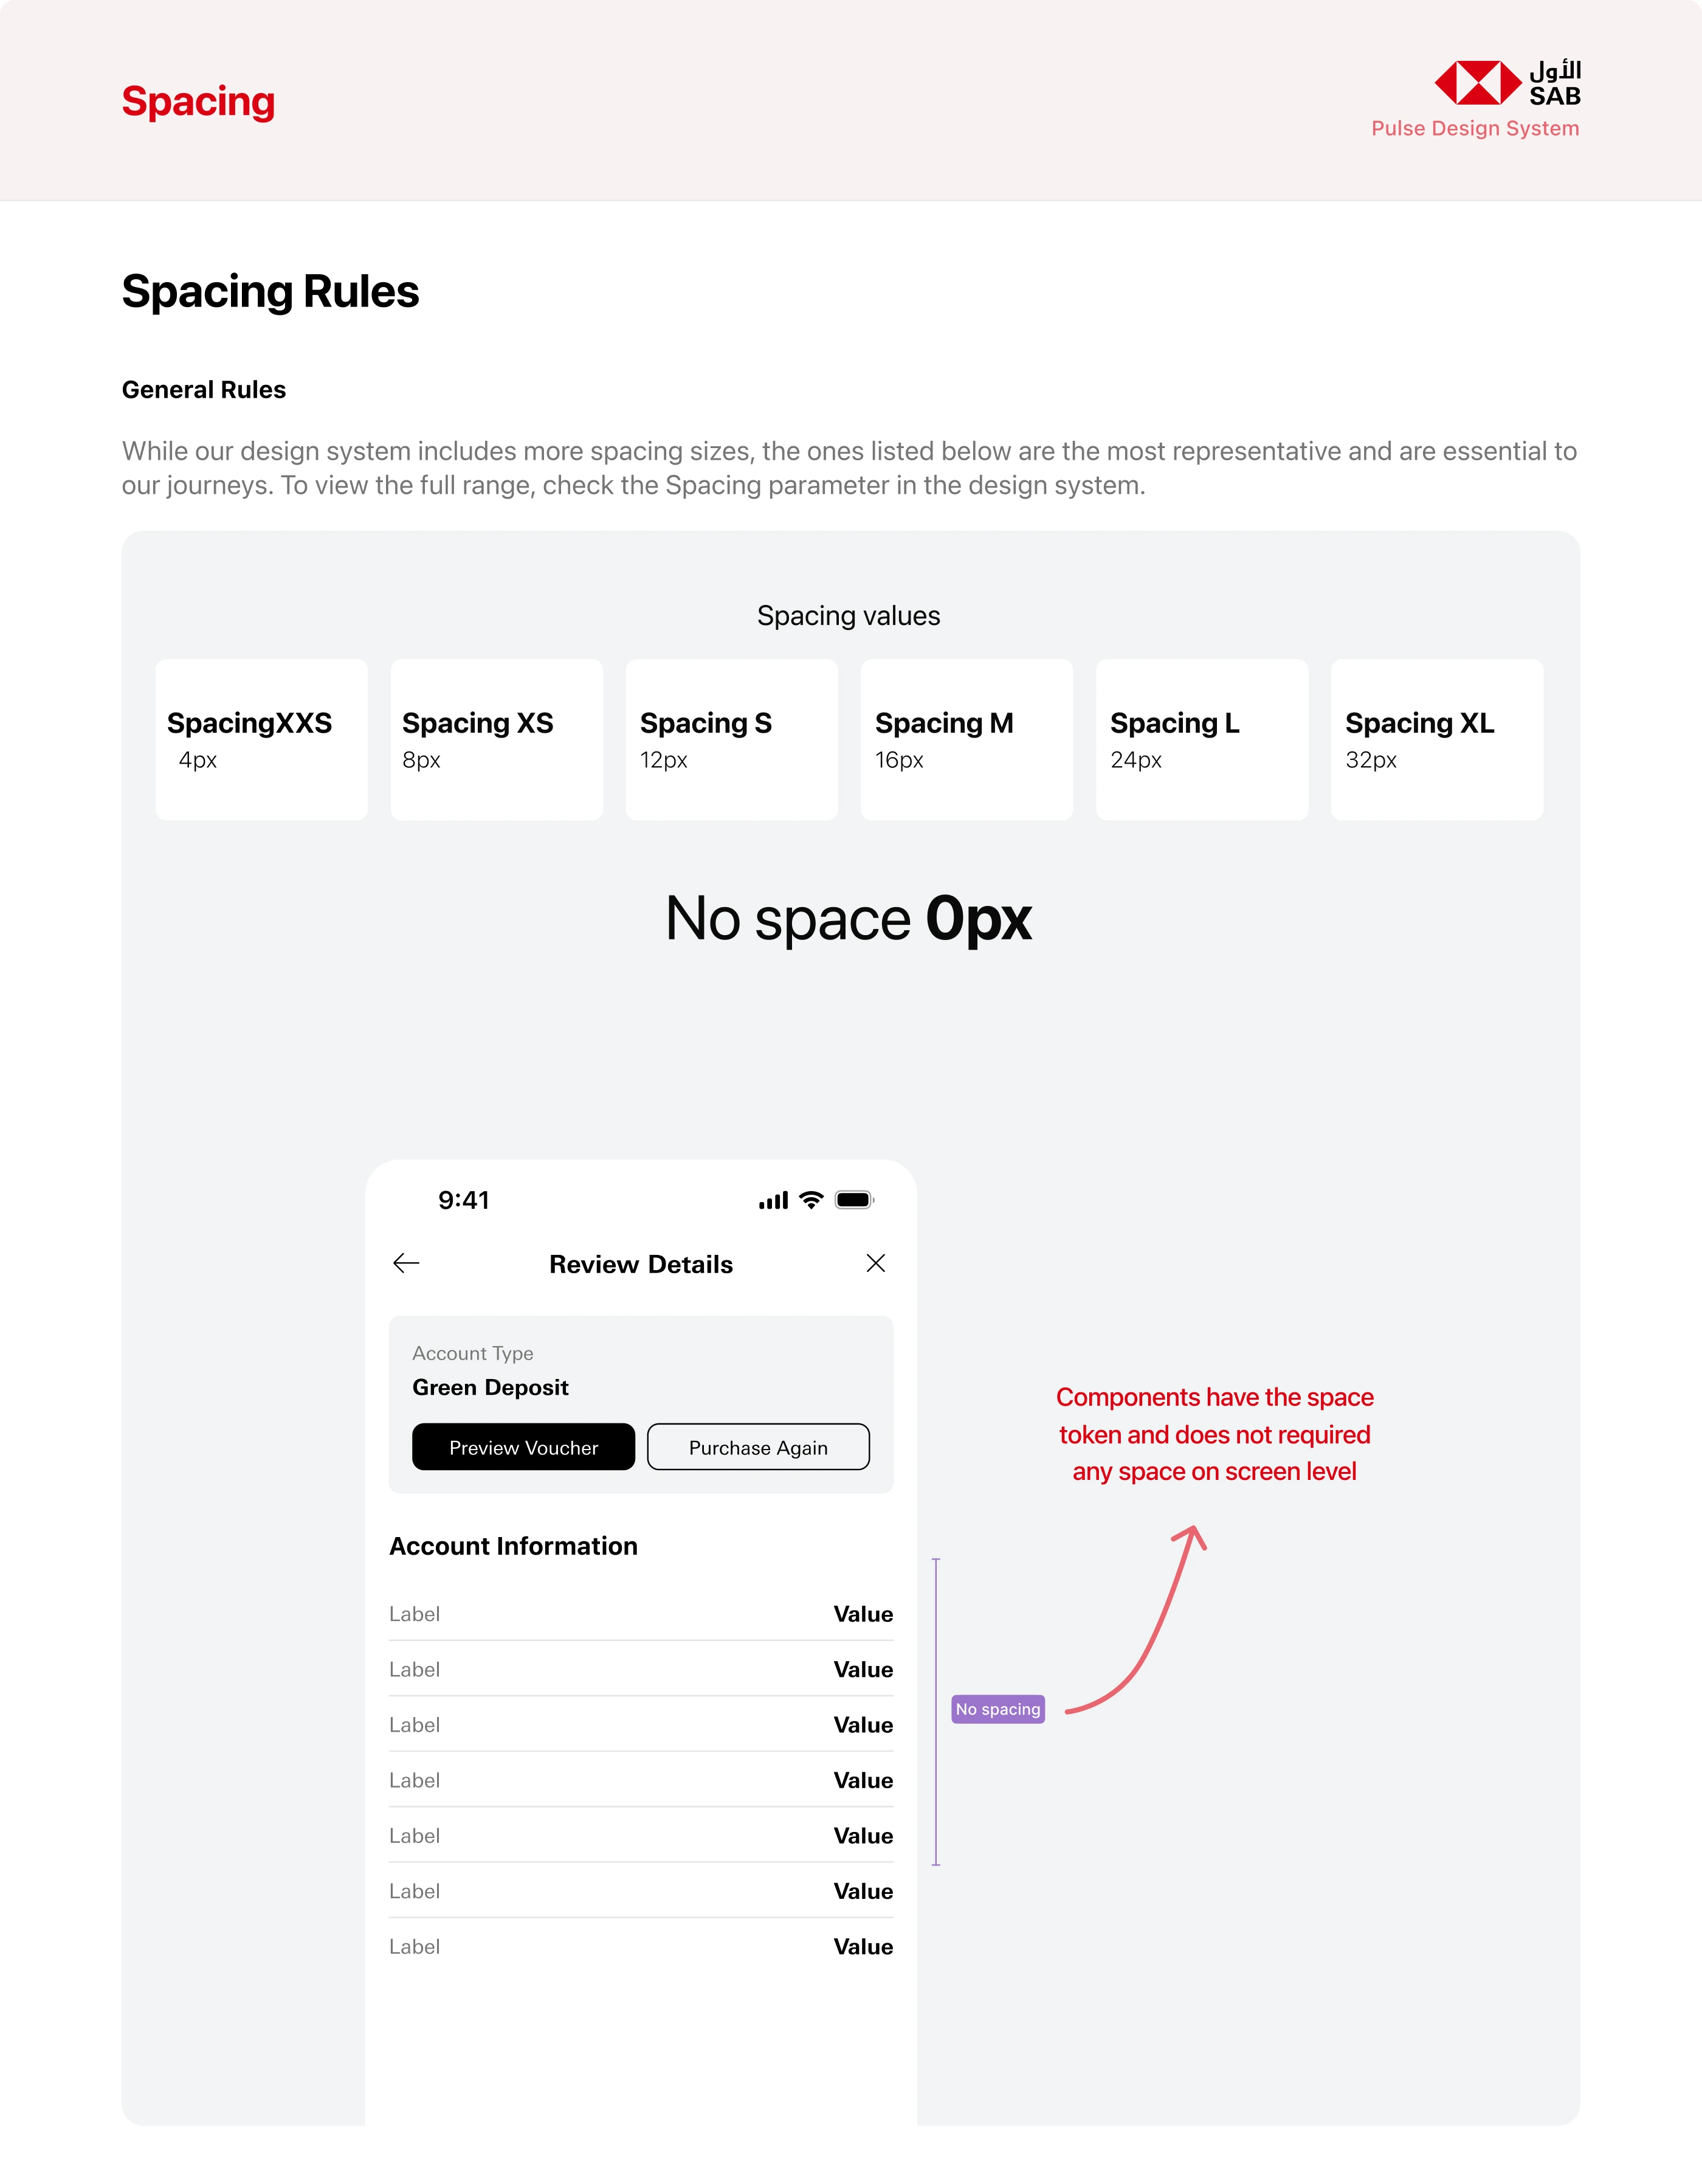 Spacing
الأول
SAB
Pulse Design System
Spacing Rules
General Rules
While our design system includes more spacing sizes, the ones listed below are the most representative and are essential to
our journeys. To view the full range, check the Spacing parameter in the design system.
Spacing values
SpacingXXS
4px
Spacing XS
8px
Spacing S
12px
Spacing M
16px
Spacing L
24px
Spacing XL
32px
No space 0px
9:41
Review Details
Account Type
Green Deposit
Preview Voucher
Purchase Again
Components have the space
token and does not required
any space on screen level
Account Information
Label Value
Label Value
Label Value
No spacing
Label Value
Label Value
Label Value
Label Value